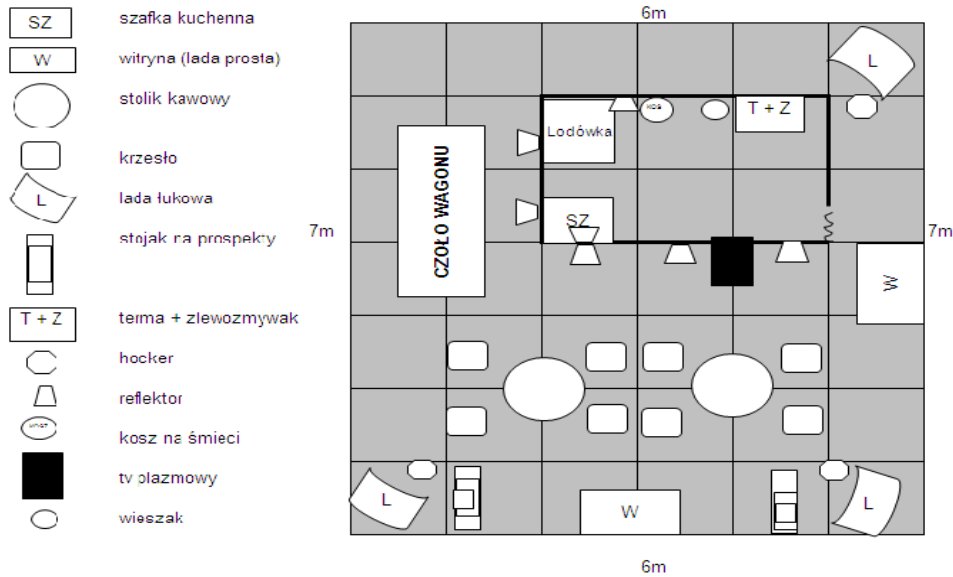 SZ szafka kuchenna
W witryna (lada prosta)
stolik kawowy
krzesło
L lada łukowa
stojak na prospekty
T + Z terma + zlewozmywak
hocker
reflektor
kosz na śmieci
tv plazmowy
wieszak
6m
L
T + Z
Lodówka
CZOŁO WAGONU
SZ
7m
7m
W
L
W
L
6m